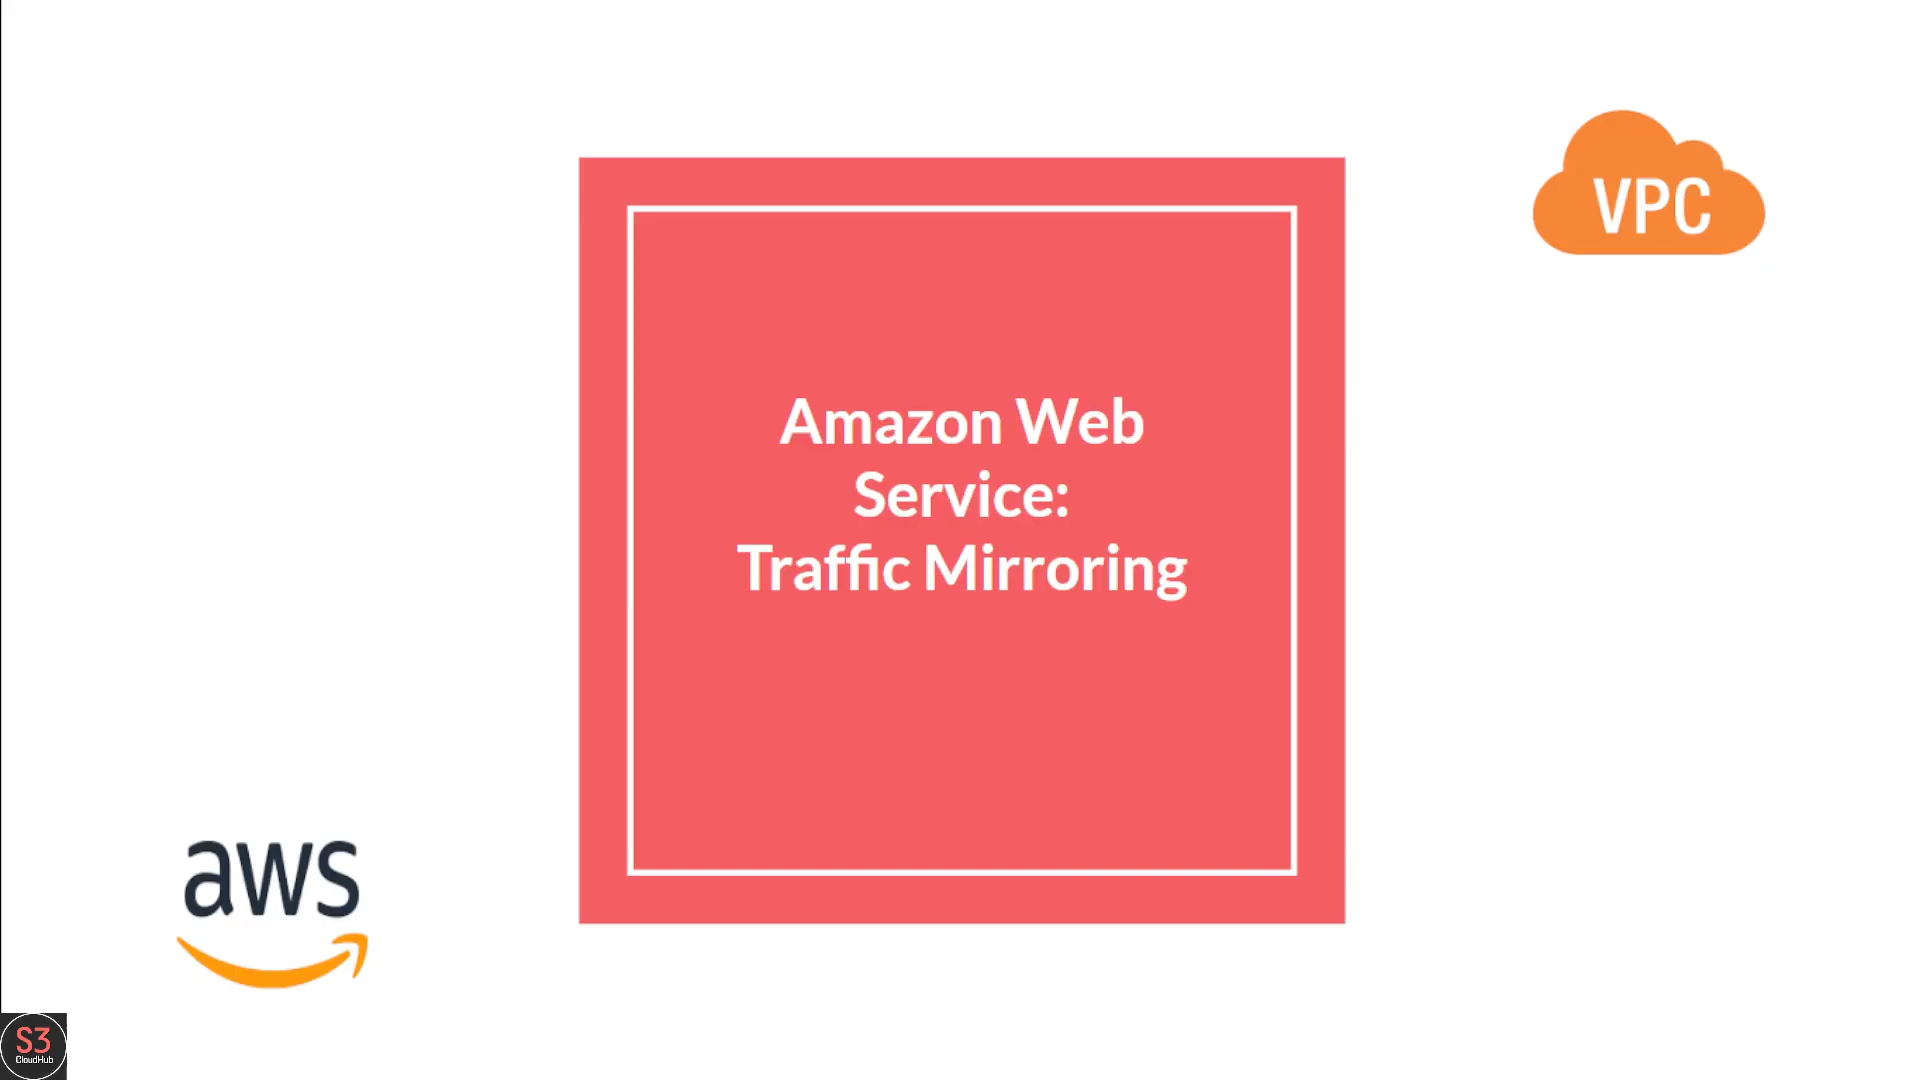 VPC
Amazon Web
Service:
Traffic Mirroring
aws
S3
CloudHub